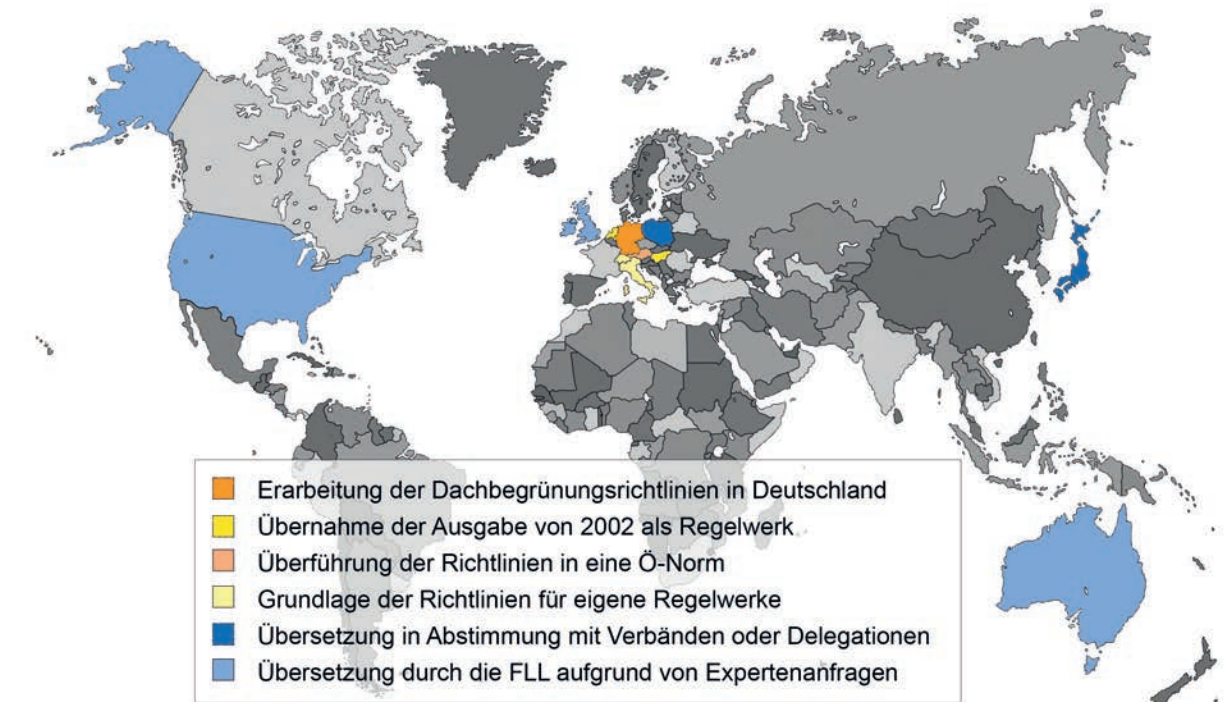 Erarbeitung der Dachbegrünungsrichtlinien in Deutschland
Übernahme der Ausgabe von 2002 als Regelwerk
Überführung der Richtlinien in eine Ö-Norm
Grundlage der Richtlinien für eigene Regelwerke
Übersetzung in Abstimmung mit Verbänden oder Delegationen
Übersetzung durch die FLL aufgrund von Expertenanfragen